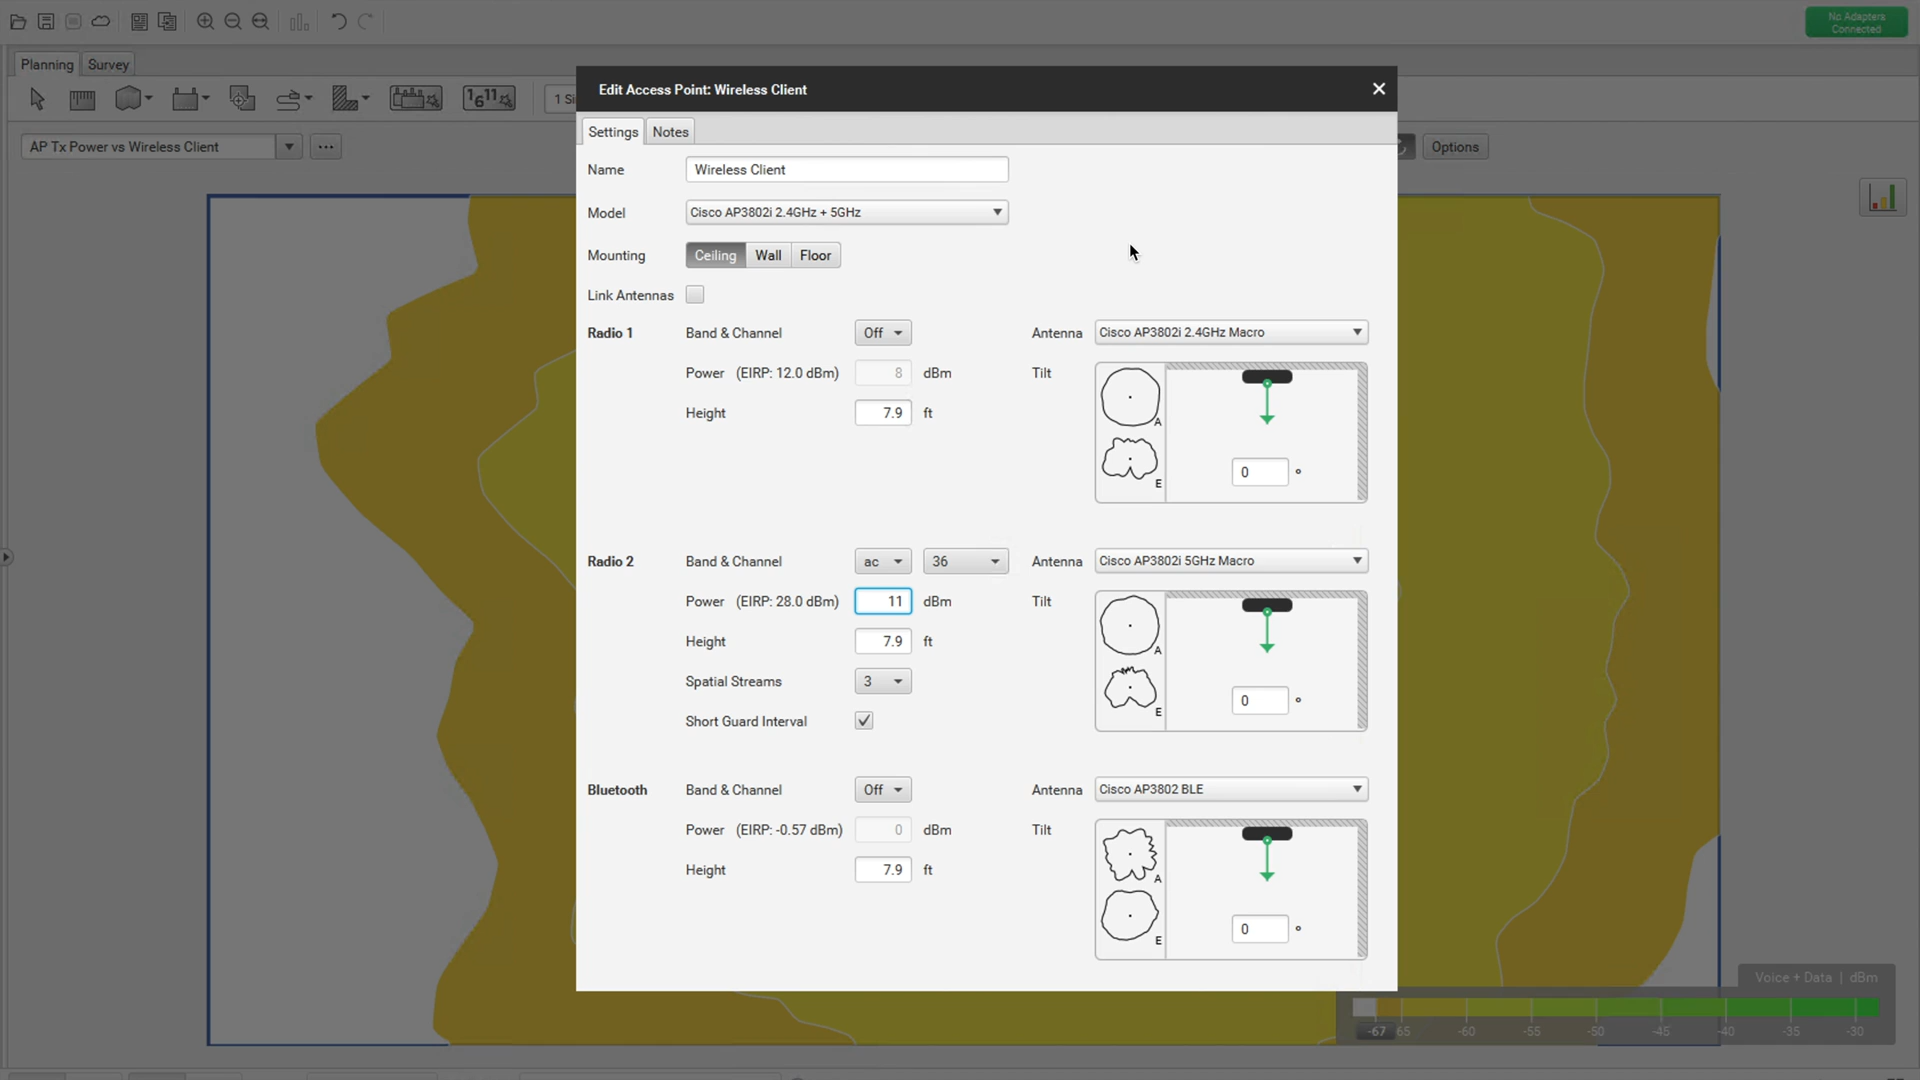 No Adapters
Connected
Planning
Survey
1 Si
AP Tx Power vs Wireless Client
...
Options
Edit Access Point: Wireless Client
Settings
Notes
Name
Wireless Client
Model
Cisco AP3802i 2.4GHz + 5GHz
Mounting
Ceiling
Wall
Floor
Link Antennas
Radio 1
Band & Channel
Off
Antenna
Cisco AP3802i 2.4GHz Macro
Power (EIRP: 12.0 dBm)
8
dBm
Tilt
A
Height
7.9
ft
E
0
°
Radio 2
Band & Channel
ac
36
Antenna
Cisco AP3802i 5GHz Macro
Power (EIRP: 28.0 dBm)
11
dBm
Tilt
A
Height
7.9
ft
Spatial Streams
3
E
0
°
Short Guard Interval
Bluetooth
Band & Channel
Off
Antenna
Cisco AP3802 BLE
Power (EIRP: -0.57 dBm)
0
dBm
Tilt
A
Height
7.9
ft
E
0
°
Voice + Data | dBm
-67 65 -60 -55 -50 -45 -40 -35 -30